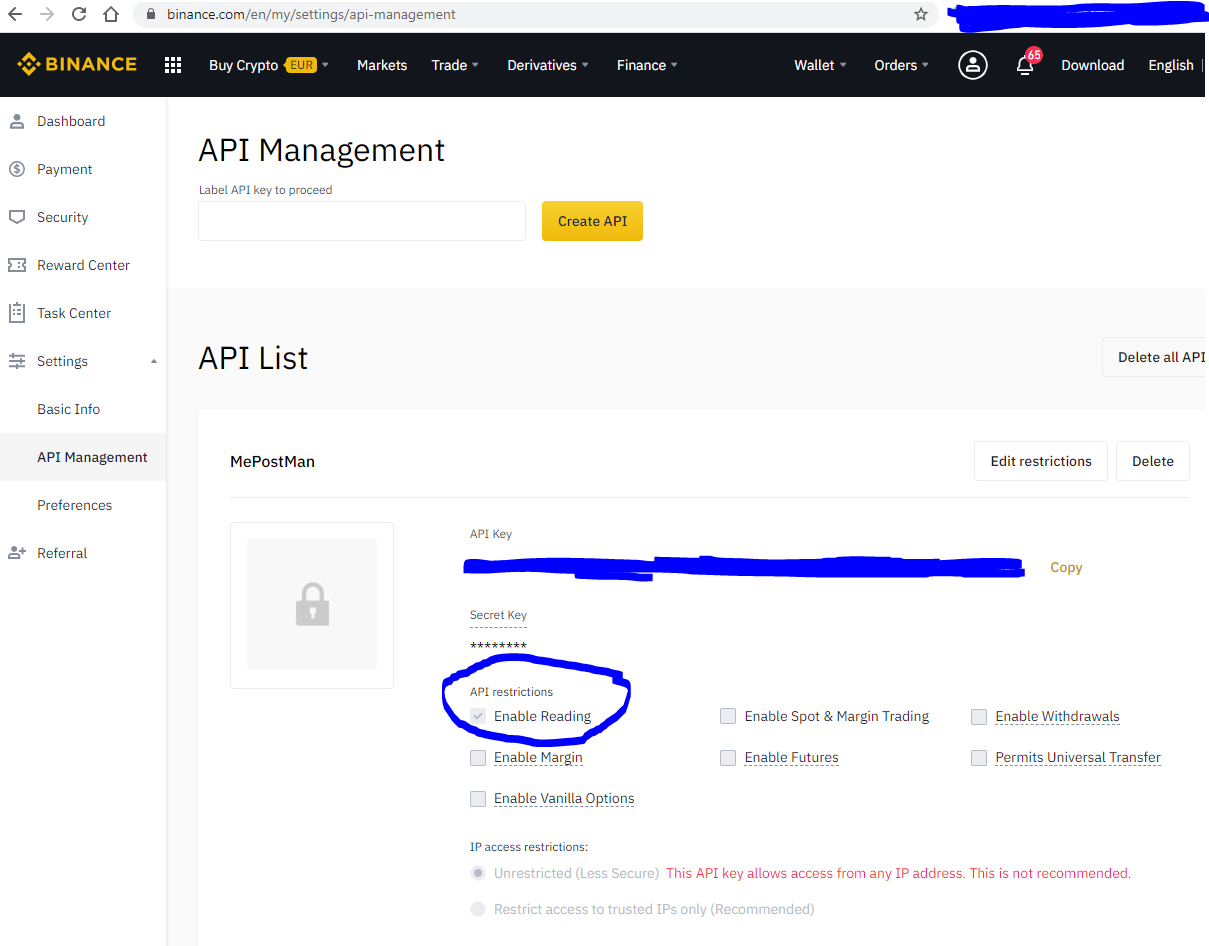 binance.com/en/my/settings/api-management
BINANCE Buy Crypto EUR Markets Trade Derivatives Finance Wallet Orders 65 Download English
Dashboard
Payment
Security
Reward Center
Task Center
Settings
Basic Info
API Management
Preferences
Referral
API Management
Label API key to proceed
Create API
API List
Delete all API
MePostMan
Edit restrictions
Delete
API Key
Copy
Secret Key
********
API restrictions
Enable Reading
Enable Spot & Margin Trading
Enable Withdrawals
Enable Margin
Enable Futures
Permits Universal Transfer
Enable Vanilla Options
IP access restrictions:
Unrestricted (Less Secure) This API key allows access from any IP address. This is not recommended.
Restrict access to trusted IPs only (Recommended)